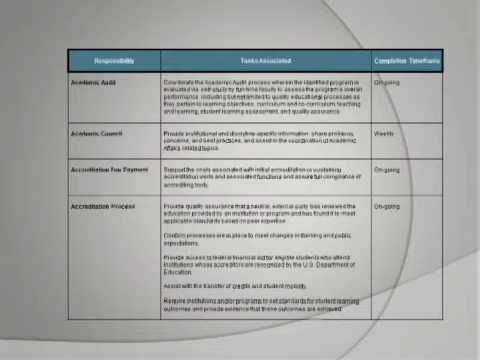 Responsibility
Tasks Associated
Completion Timeframe
Academic Audit
Coordinate the Academic Audit process wherein the identified program is
evaluated via self-study by full-time faculty to assess the program's overall
performance, including but not limited to quality educational processes as
they pertain to learning objectives, curriculum and co-curriculum, teaching
and learning, student learning assessment, and quality assurance.
On-going
Academic Council
Provide institutional and discipline-specific information; share problems,
concerns, and best practices; and assist in the coordination of Academic
Affairs related topics.
Weekly
Accreditation Fee Payment
Support the costs associated with initial accreditation or sustaining
accreditation visits and associated functions and assure full compliance of
accrediting body.
On-going
Accreditation Process
Provide quality assurance that a neutral, external party has reviewed the
education provided by an institution or program and has found it to meet
applicable standards based on peer expertise.
On-going
Confirm processes are in place to meet changes in thinking and public
expectations.
Provide access to federal financial aid for eligible students who attend
institutions whose accreditors are recognized by the U.S. Department of
Education.
Assist with the transfer of credits and student mobility.
Require institutions and/or programs to set standards for student learning
outcomes and provide evidence that these outcomes are achieved.